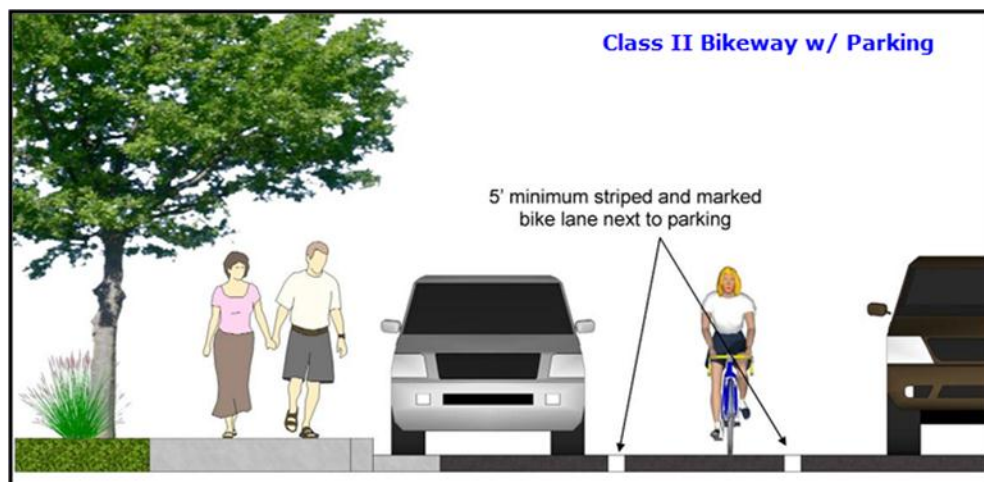 Class II Bikeway w/ Parking
5' minimum striped and marked
bike lane next to parking